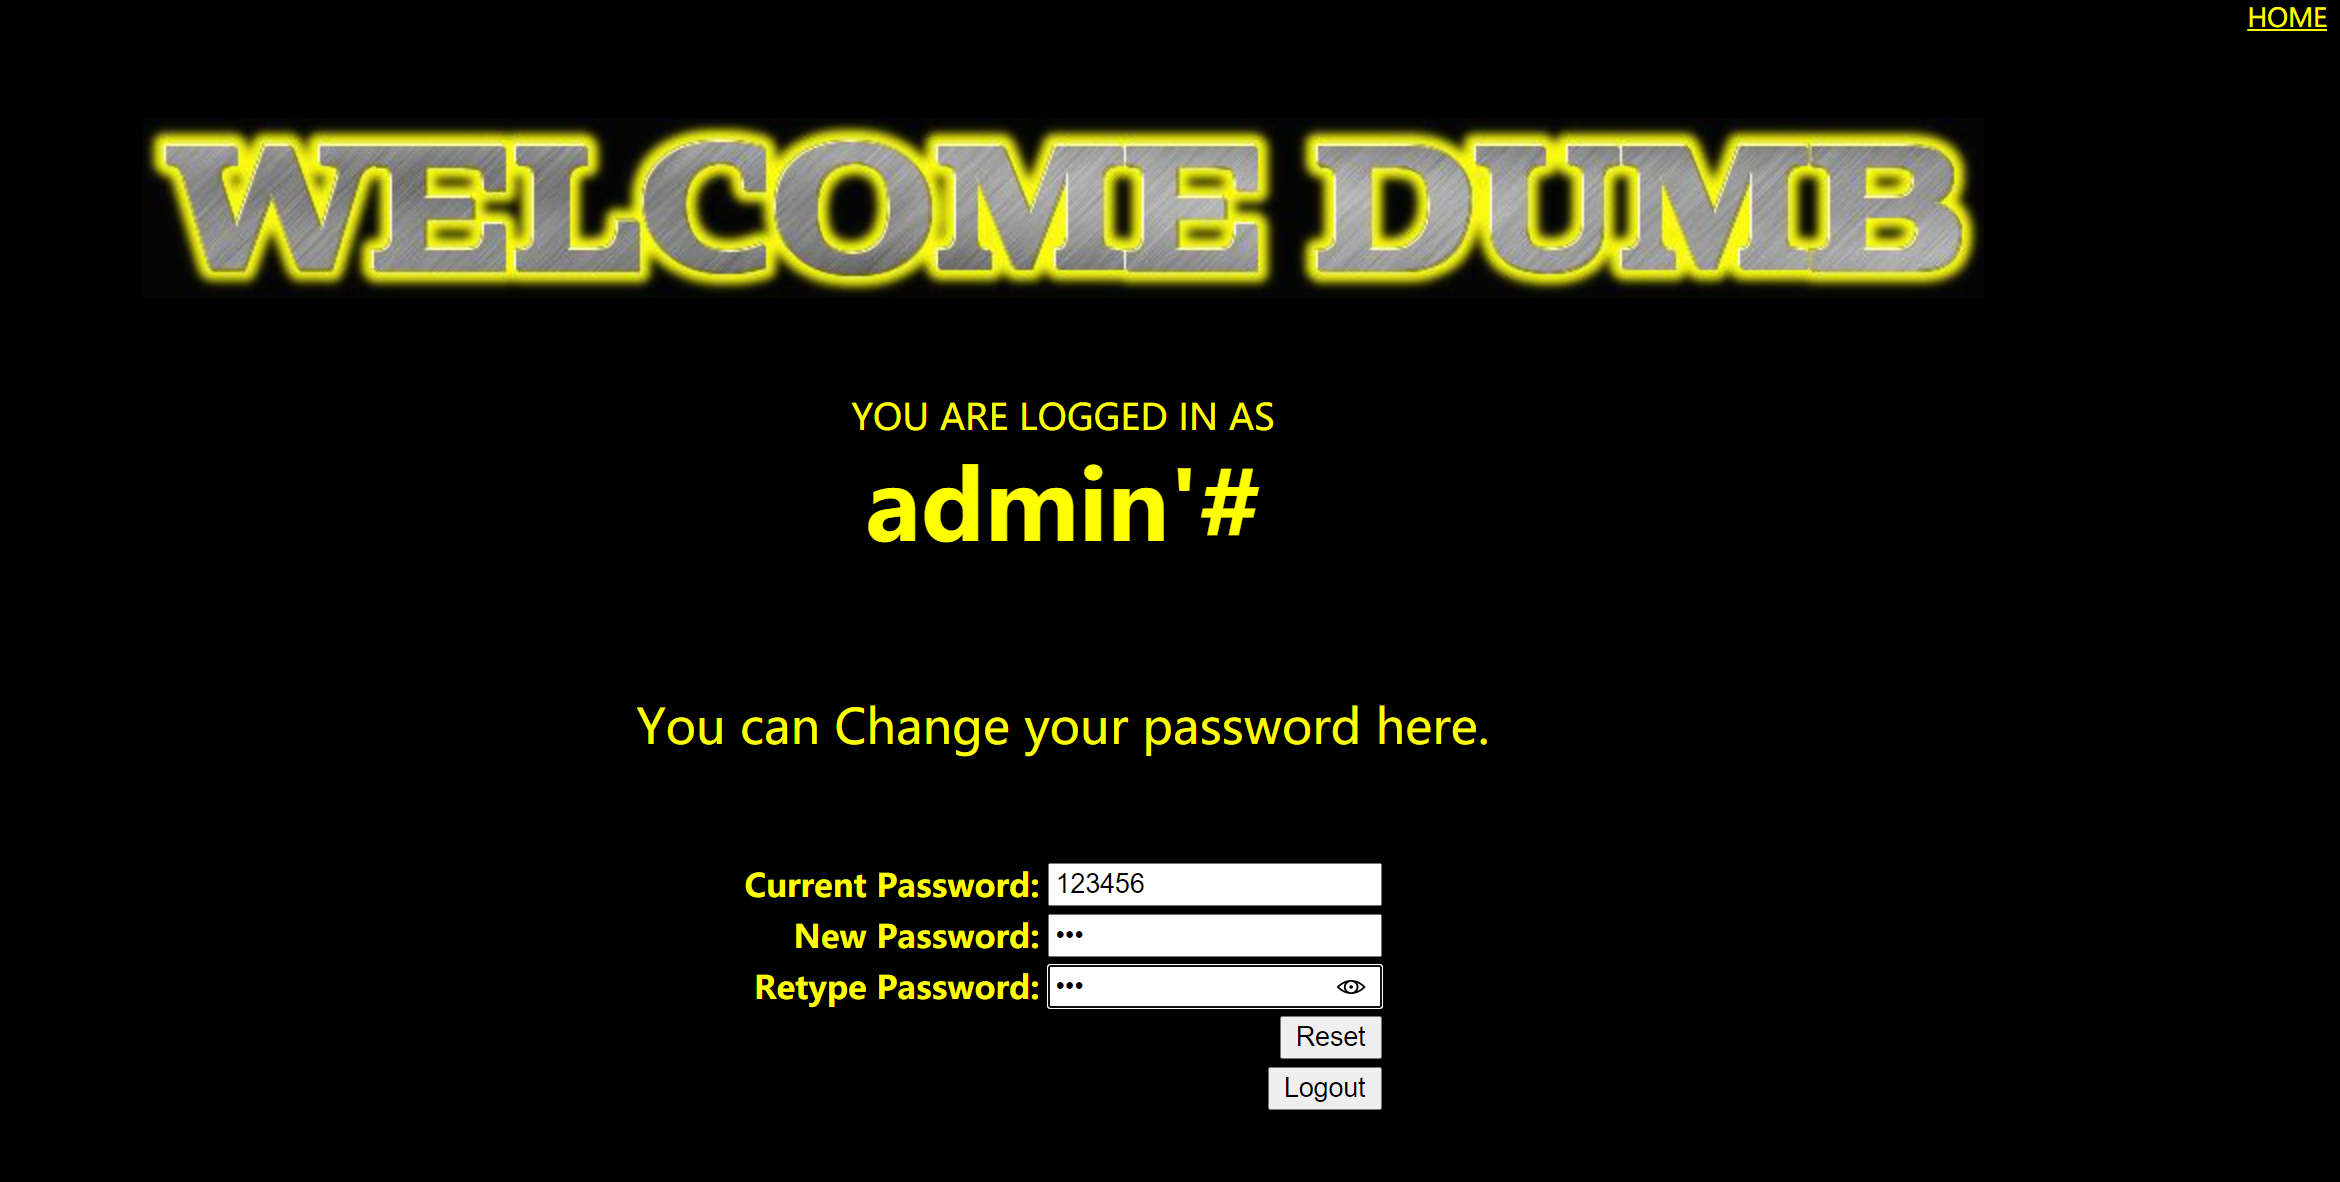 HOME
WELCOME DUMB
YOU ARE LOGGED IN AS
admin'#
You can Change your password here.
Current Password: 123456
New Password: •••
Retype Password: •••
Reset
Logout